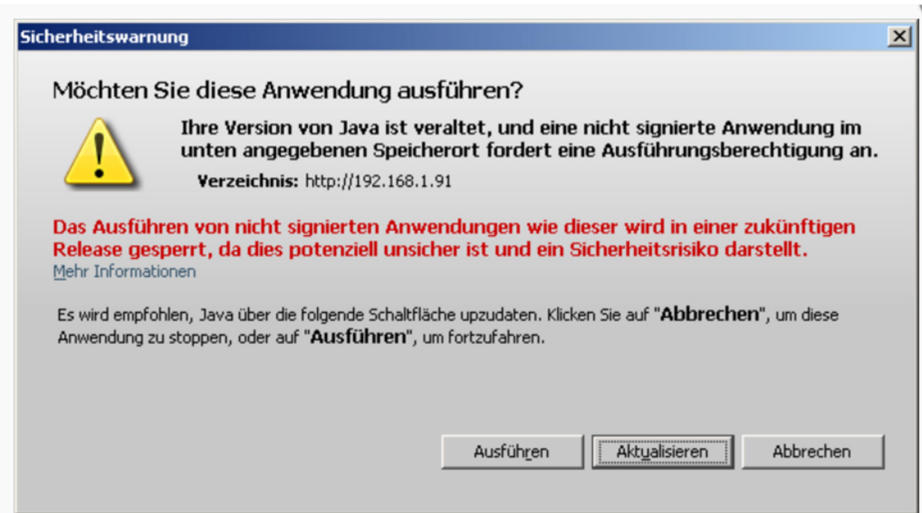 Sicherheitswarnung
Möchten Sie diese Anwendung ausführen?
Ihre Version von Java ist veraltet, und eine nicht signierte Anwendung im
unten angegebenen Speicherort fordert eine Ausführungsberechtigung an.
Verzeichnis: http://192.168.1.91
Das Ausführen von nicht signierten Anwendungen wie dieser wird in einer zukünftigen
Release gesperrt, da dies potenziell unsicher ist und ein Sicherheitsrisiko darstellt.
Mehr Informationen
Es wird empfohlen, Java über die folgende Schaltfläche upzudaten. Klicken Sie auf "Abbrechen", um diese
Anwendung zu stoppen, oder auf "Ausführen", um fortzufahren.
Ausführen Aktualisieren Abbrechen